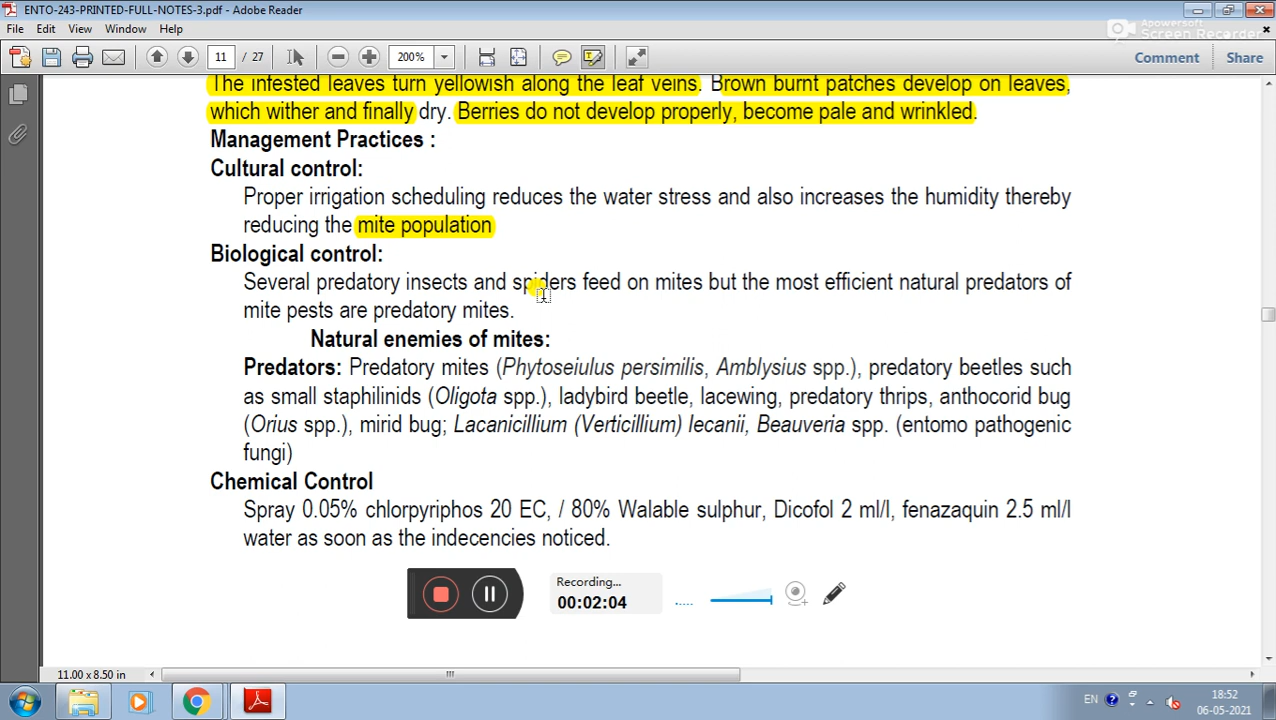 ENTO-243-PRINTED-FULL-NOTES-3.pdf - Adobe Reader
File Edit View Window Help
Apowersoft
Screen Recorder
11 / 27 200% Comment Share
The infested leaves turn yellowish along the leaf veins. Brown burnt patches develop on leaves,
which wither and finally dry. Berries do not develop properly, become pale and wrinkled.
Management Practices :
Cultural control:
Proper irrigation scheduling reduces the water stress and also increases the humidity thereby
reducing the mite population
Biological control:
Several predatory insects and spiders feed on mites but the most efficient natural predators of
mite pests are predatory mites.
Natural enemies of mites:
Predators: Predatory mites (Phytoseiulus persimilis, Amblysius spp.), predatory beetles such
as small staphilinids (Oligota spp.), ladybird beetle, lacewing, predatory thrips, anthocorid bug
(Orius spp.), mirid bug; Lacanicillium (Verticillium) lecanii, Beauveria spp. (entomo pathogenic
fungi)
Chemical Control
Spray 0.05% chlorpyriphos 20 EC, / 80% Walable sulphur, Dicofol 2 ml/l, fenazaquin 2.5 ml/l
water as soon as the indecencies noticed.
Recording...
00:02:04
11.00 x 8.50 in
EN 18:52
06-05-2021